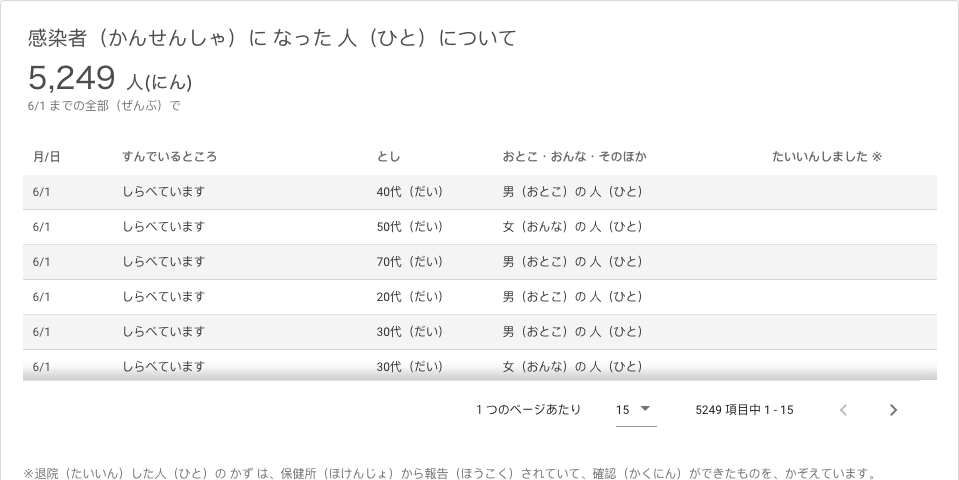 感染者（かんせんしゃ）に なった 人（ひと）について
5,249 人(にん)
6/1 までの全部（ぜんぶ）で
月/日 すんでいるところ とし おとこ・おんな・そのほか たいいんしました ※
6/1 しらべています 40代（だい） 男（おとこ）の 人（ひと）
6/1 しらべています 50代（だい） 女（おんな）の 人（ひと）
6/1 しらべています 70代（だい） 男（おとこ）の 人（ひと）
6/1 しらべています 20代（だい） 男（おとこ）の 人（ひと）
6/1 しらべています 30代（だい） 男（おとこ）の 人（ひと）
6/1 しらべています 30代（だい） 女（おんな）の 人（ひと）
1 つのページあたり 15 5249 項目中 1 - 15
※退院（たいいん）した人（ひと）の かず は、保健所（ほけんじょ）から報告（ほうこく）されていて、確認（かくにん）ができたものを、かぞえています。